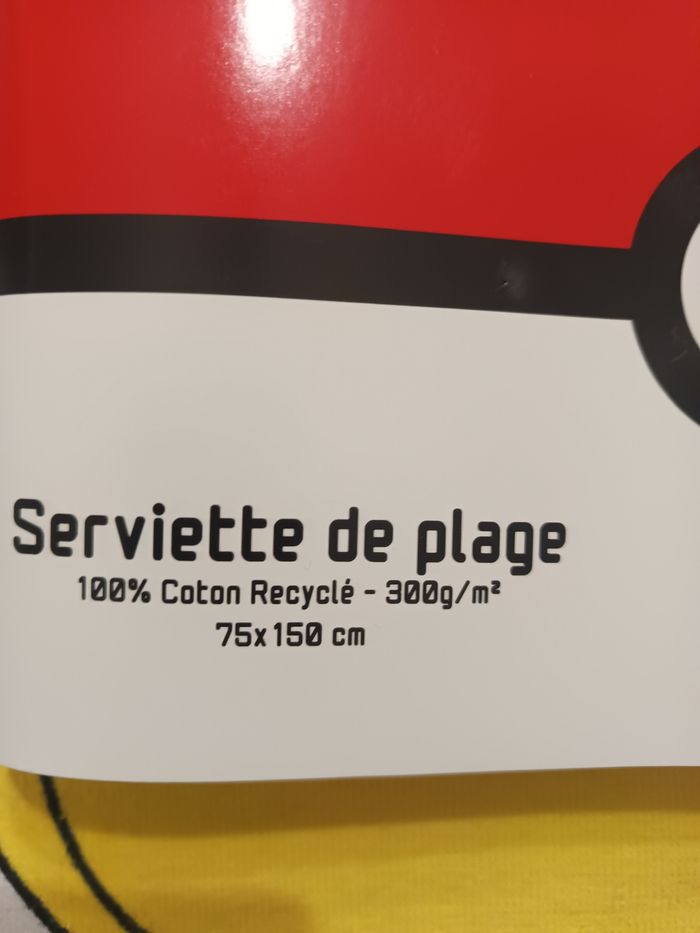 Serviette de plage
100% Coton Recyclé - 300g/m²
75x150 cm